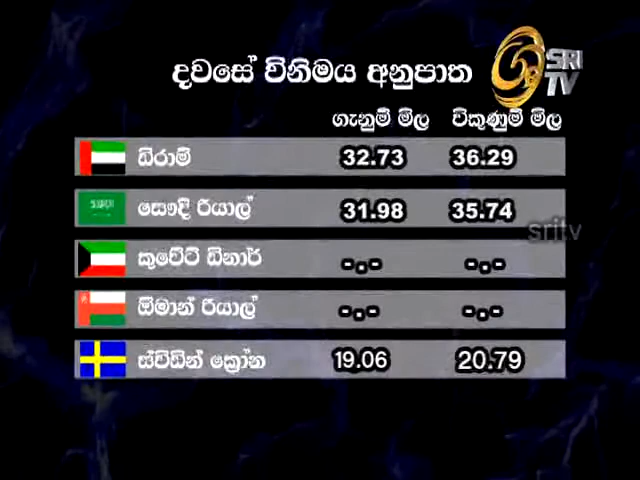 දවසේ විනිමය අනුපාත
ශ්‍රී SRI TV
ගැනුම් මිල විකුණුම් මිල
ඩිරාම් 32.73 36.29
සෞදි රියාල් 31.98 35.74
sritv
කුවේට් ඩිනාර් -.- -.-
ඕමාන් රියාල් -.- -.-
ස්විඩින් ක්‍රෝන 19.06 20.79